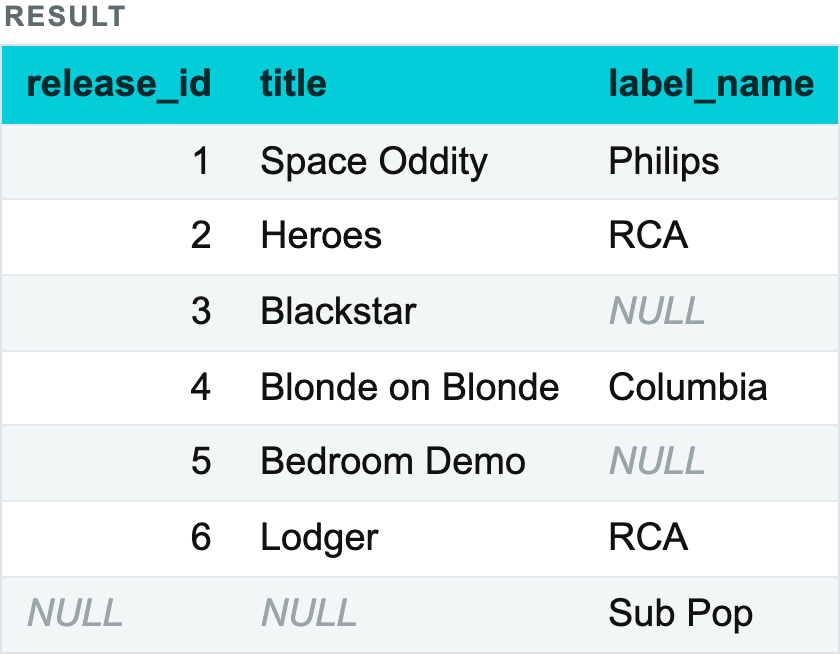 RESULT
release_id title label_name
1 Space Oddity Philips
2 Heroes RCA
3 Blackstar NULL
4 Blonde on Blonde Columbia
5 Bedroom Demo NULL
6 Lodger RCA
NULL NULL Sub Pop